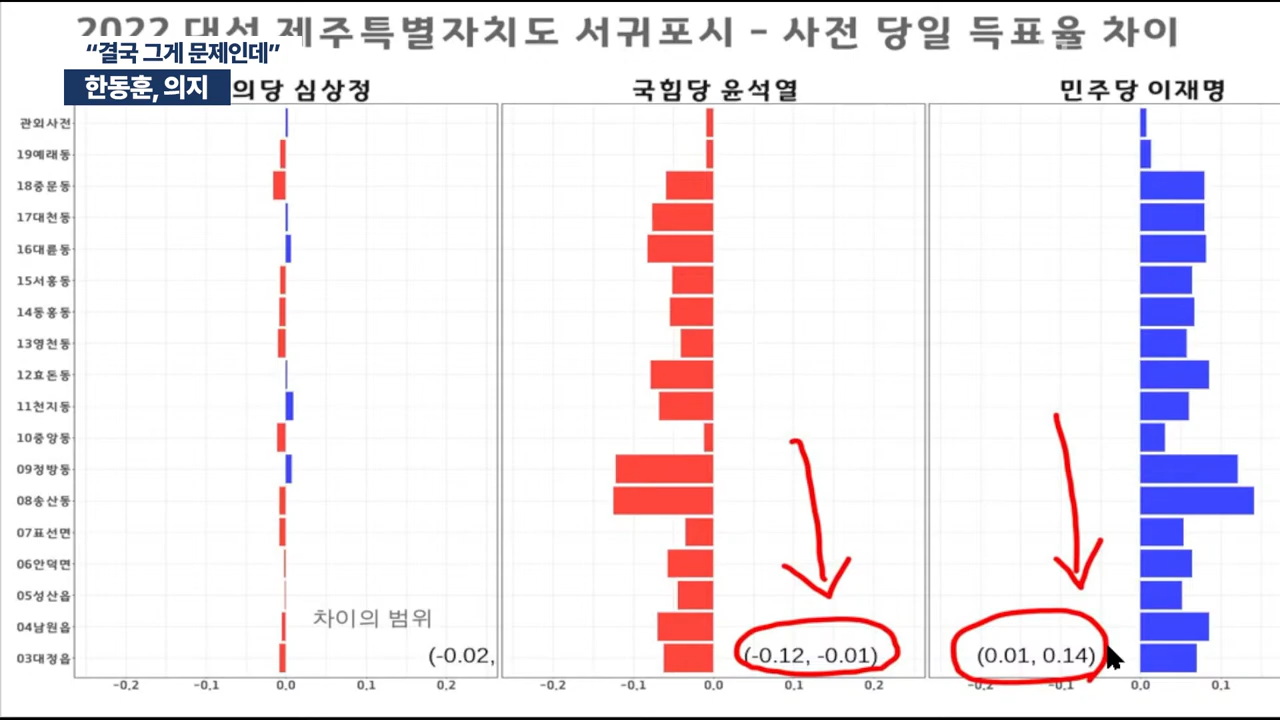 2022 대선 제주특별자치도 서귀포시 - 사전 당일 득표율 차이
“결국 그게 문제인데”
한동훈, 의지
의당 심상정
국힘당 윤석열
민주당 이재명
관외사전
19예래동
18중문동
17대천동
16대륜동
15서홍동
14동홍동
13영천동
12효돈동
11천지동
10중앙동
09정방동
08송산동
07표선면
06안덕면
05성산읍
04남원읍
03대정읍
차이의 범위
(-0.02,
(-0.12, -0.01)
(0.01, 0.14)
-0.2 -0.1 0.0 0.1 0.2
-0.2 -0.1 0.0 0.1 0.2
-0.2 -0.1 0.0 0.1